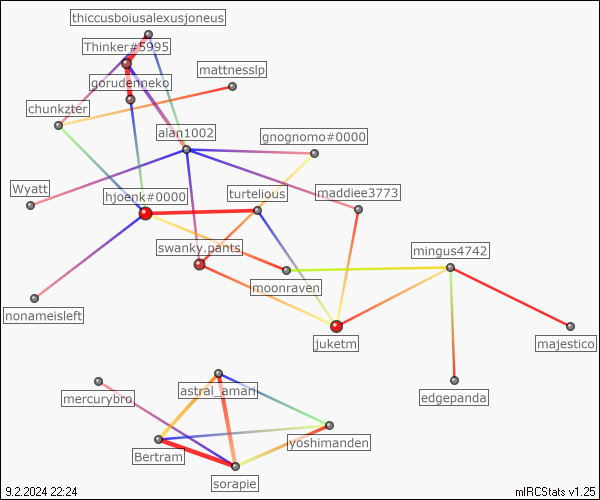 thiccusboiusalexusjoneus
Thinker#5995
gorudenneko
mattnesslp
chunkzter
alan1002
gnognomo#0000
Wyatt
hjoenk#0000
turtelious
maddiee3773
swanky.pants
mingus4742
moonraven
nonameisleft
juketm
majestico
astral_amari
mercurybro
edgepanda
yoshimanden
Bertram
sorapie
9.2.2024 22:24
mIRCStats v1.25